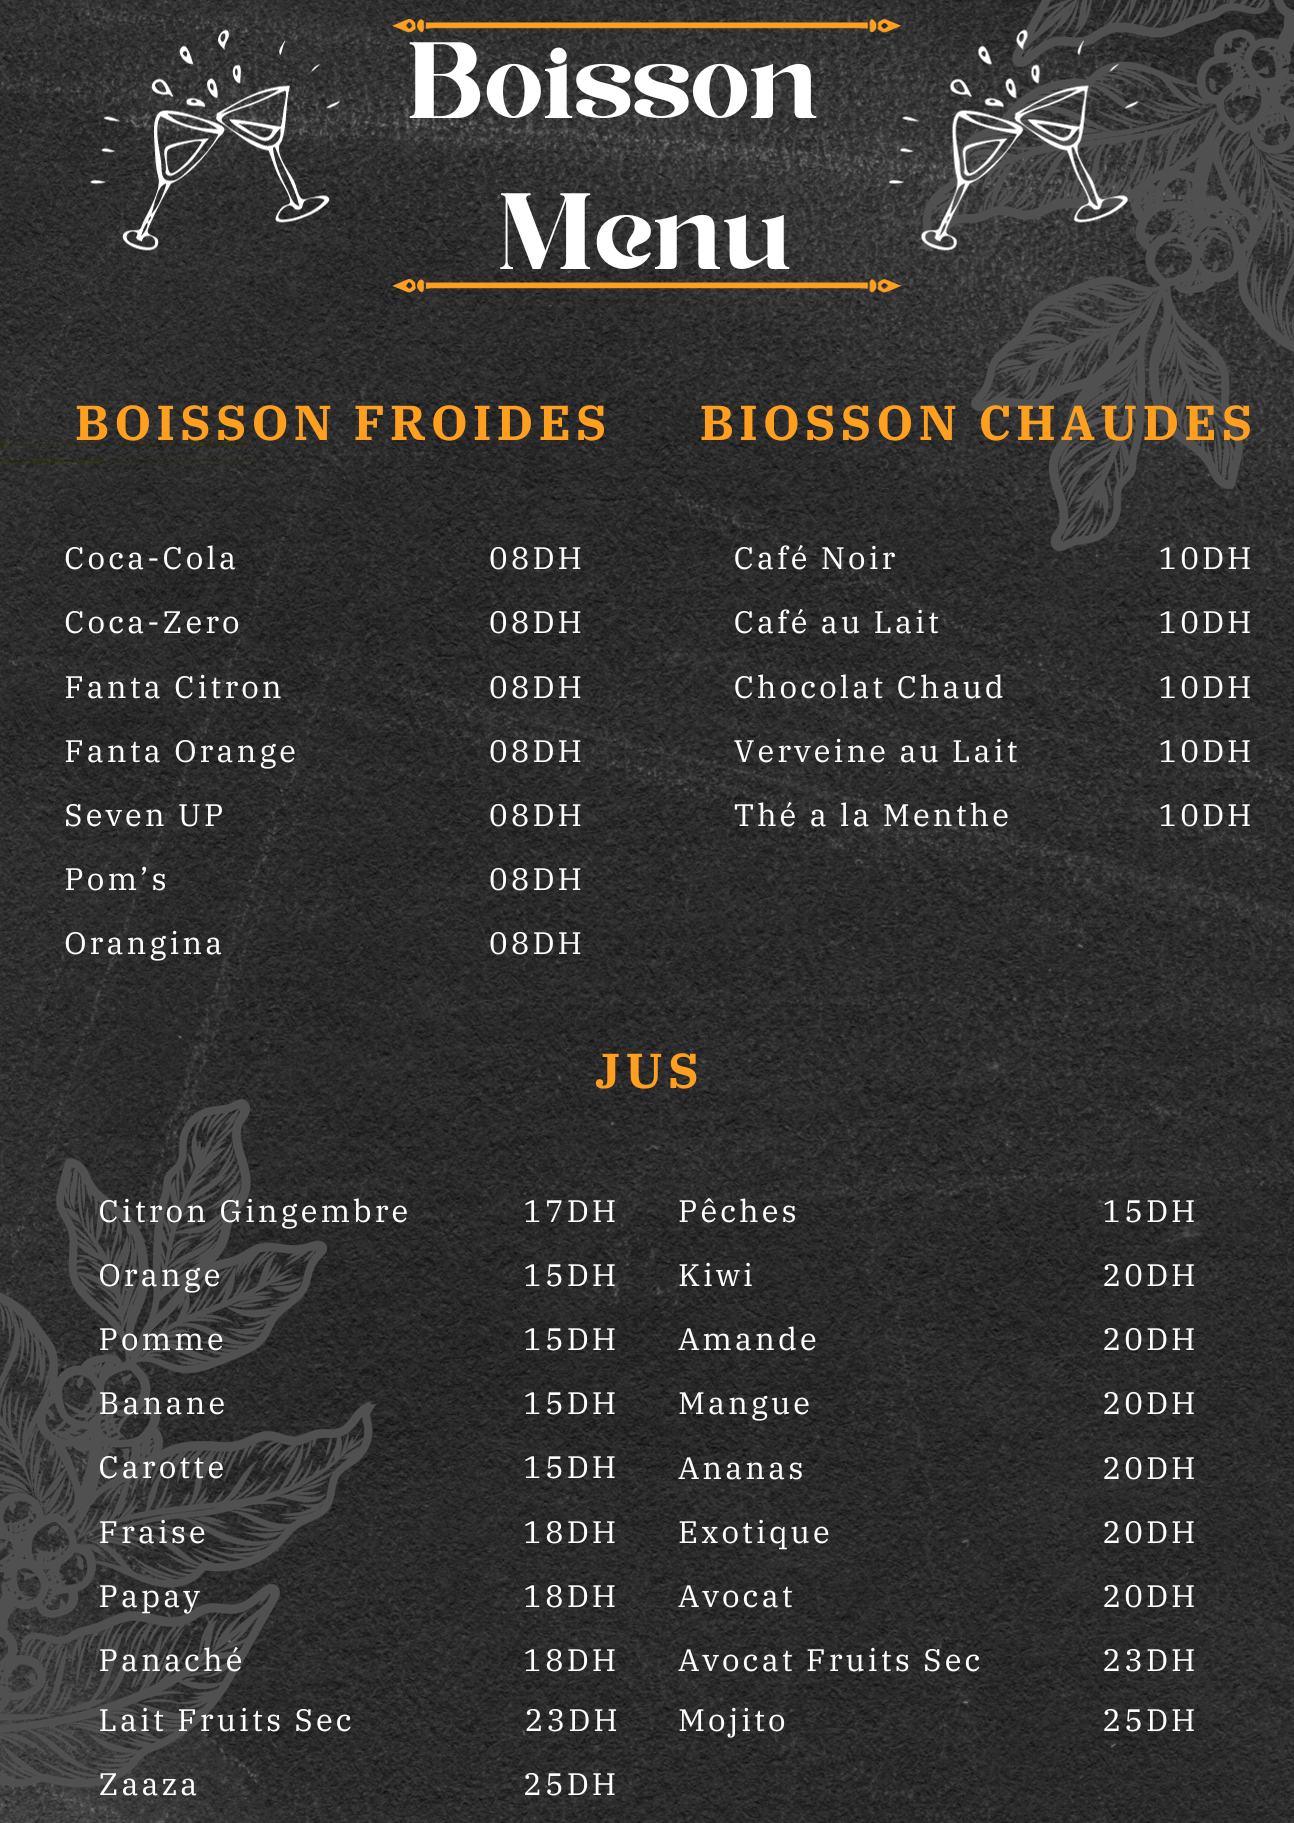 Boisson
Menu
BOISSON FROIDES
Coca-Cola 08DH
Coca-Zero 08DH
Fanta Citron 08DH
Fanta Orange 08DH
Seven UP 08DH
Pom’s 08DH
Orangina 08DH
BIOSSON CHAUDES
Café Noir 10DH
Café au Lait 10DH
Chocolat Chaud 10DH
Verveine au Lait 10DH
Thé a la Menthe 10DH
JUS
Citron Gingembre 17DH
Orange 15DH
Pomme 15DH
Banane 15DH
Carotte 15DH
Fraise 18DH
Papay 18DH
Panaché 18DH
Lait Fruits Sec 23DH
Zaaza 25DH
Pêches 15DH
Kiwi 20DH
Amande 20DH
Mangue 20DH
Ananas 20DH
Exotique 20DH
Avocat 20DH
Avocat Fruits Sec 23DH
Mojito 25DH